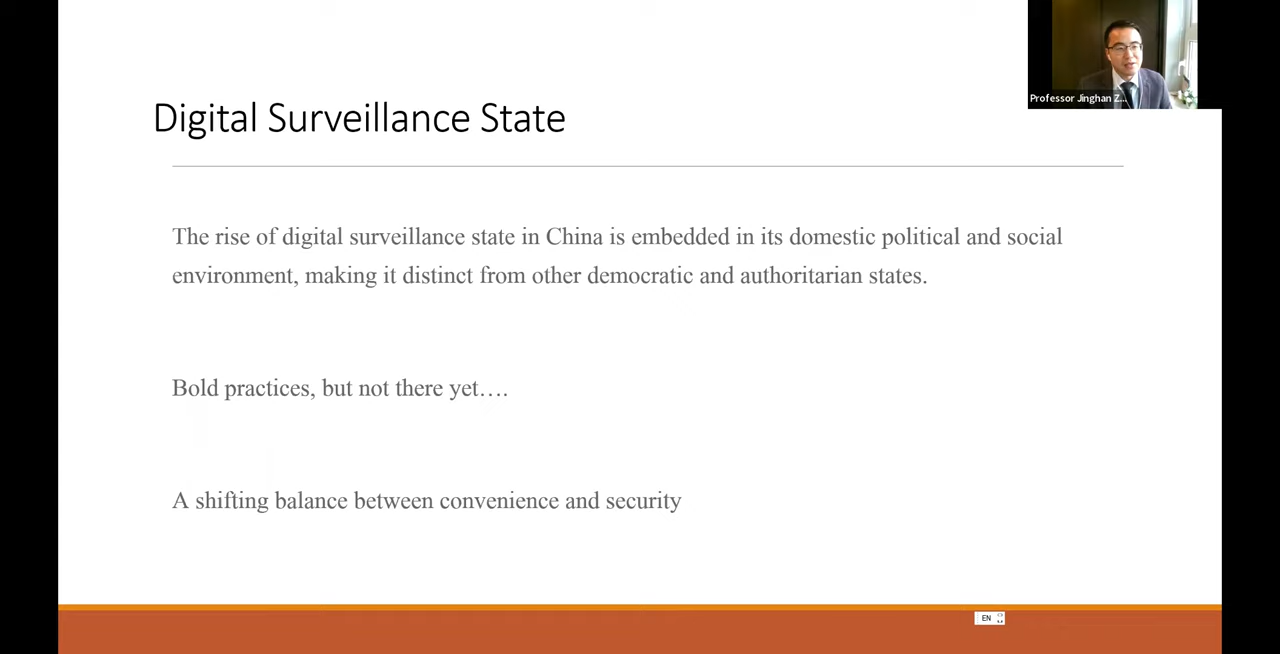 Professor Jinghan Z...
Digital Surveillance State
The rise of digital surveillance state in China is embedded in its domestic political and social
environment, making it distinct from other democratic and authoritarian states.
Bold practices, but not there yet….
A shifting balance between convenience and security
EN